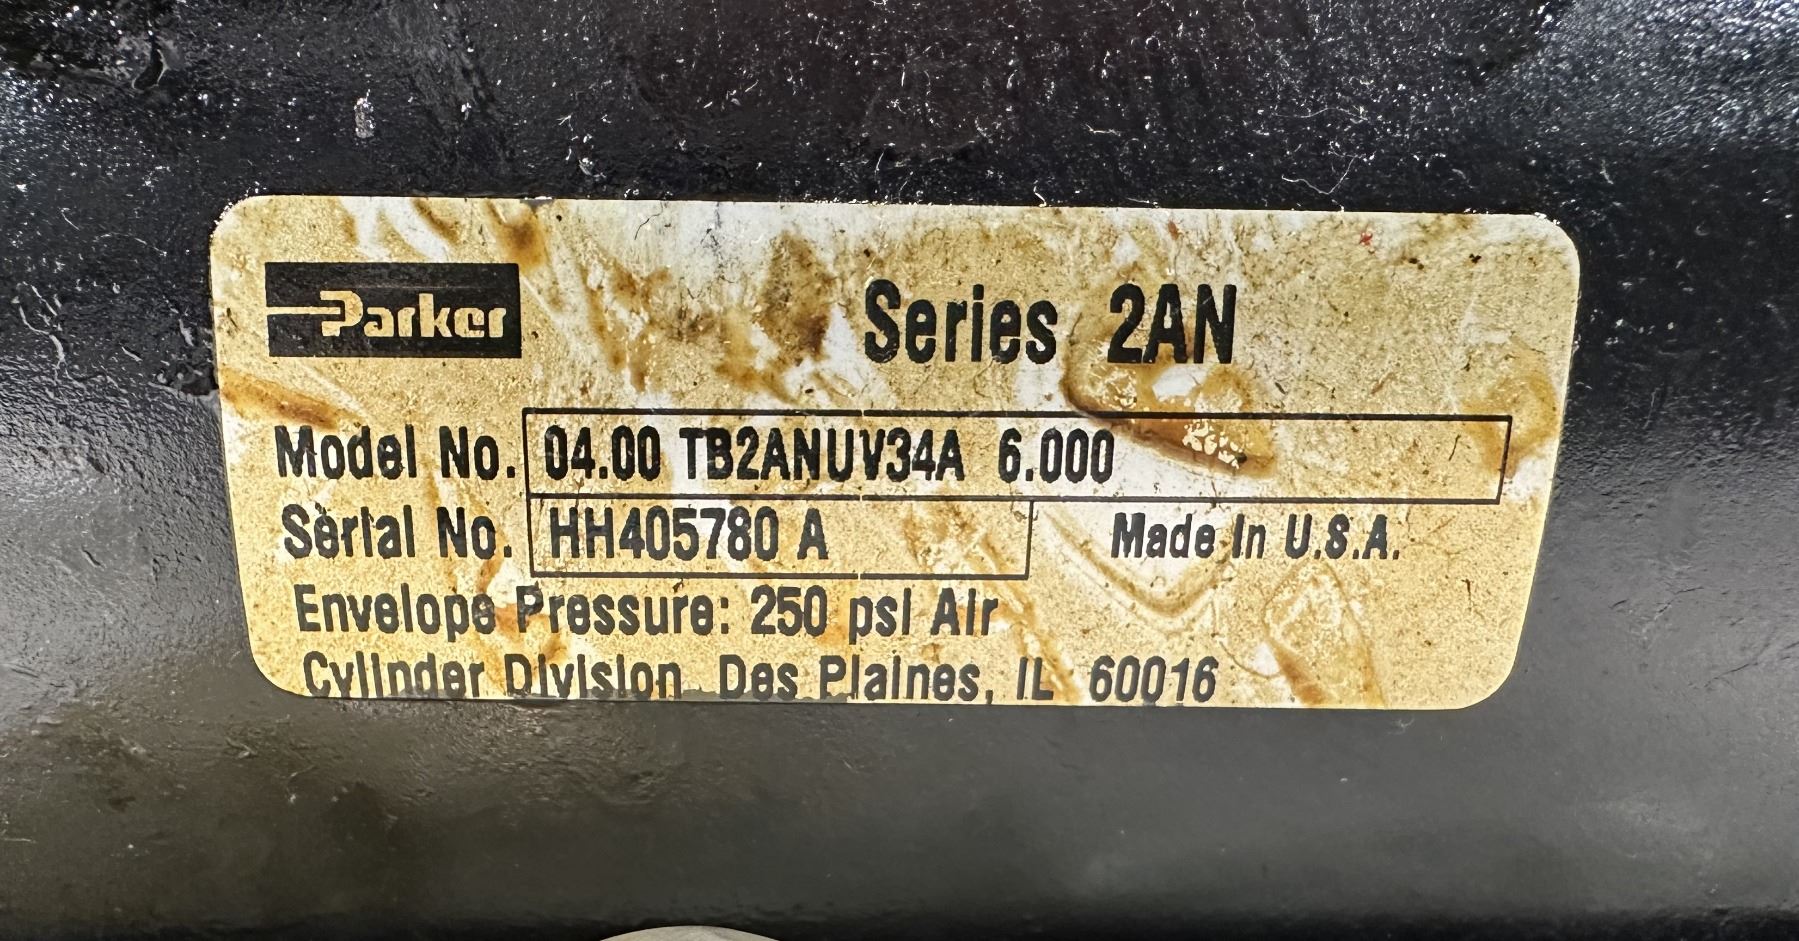 Parker
Series 2AN
Model No. 04.00 TB2ANUV34A 6.000
Serial No. HH405780 A
Made In U.S.A.
Envelope Pressure: 250 psi Air
Cylinder Division Des Plaines, IL 60016